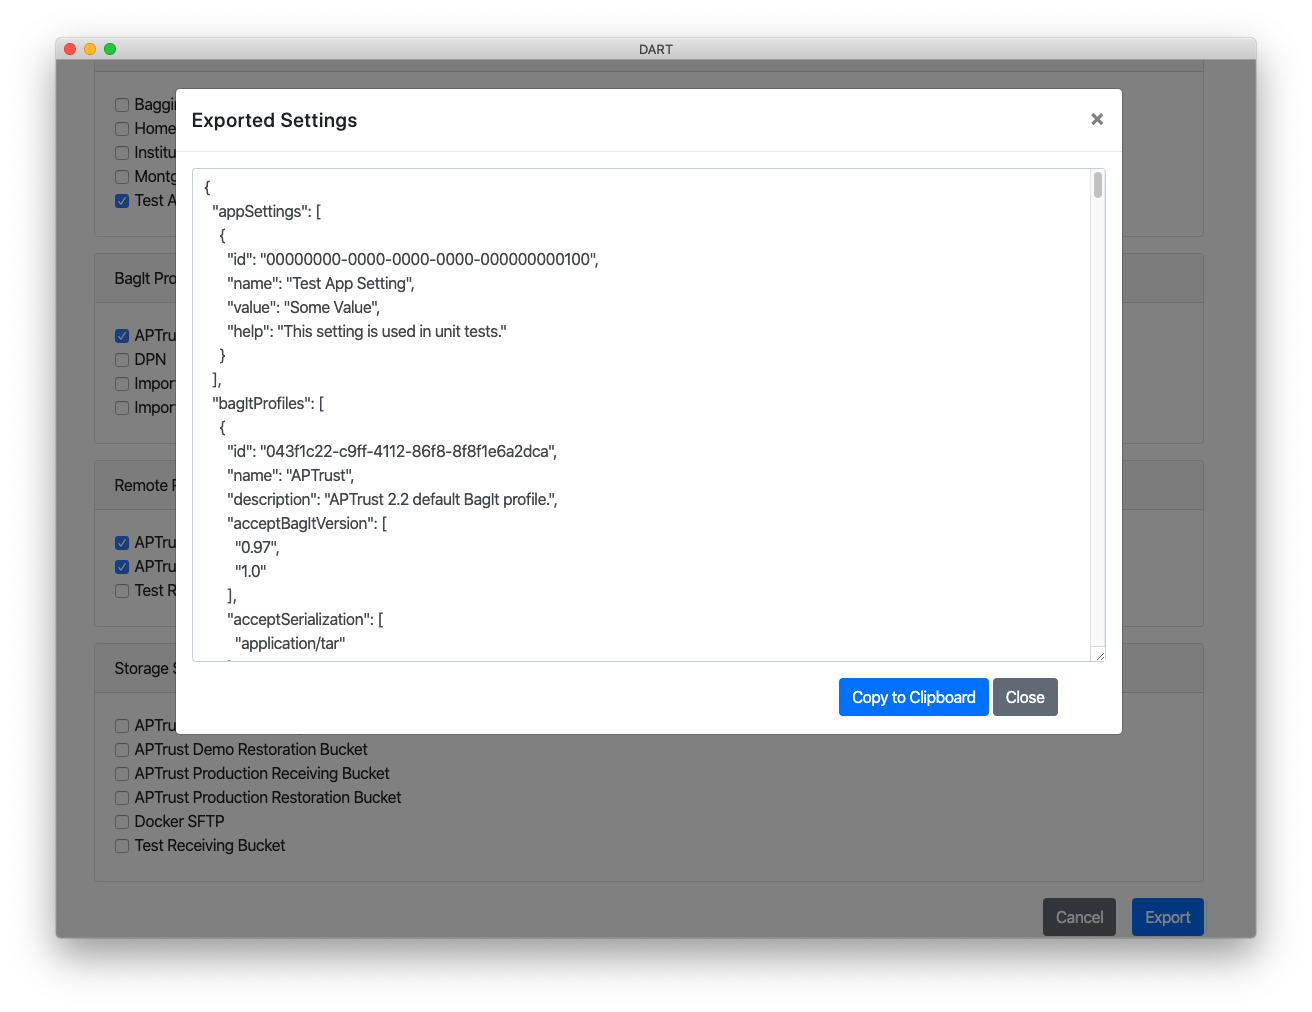 DART
Exported Settings
×
{
"appSettings": [
{
"id": "00000000-0000-0000-0000-000000000100",
"name": "Test App Setting",
"value": "Some Value",
"help": "This setting is used in unit tests."
}
],
"bagItProfiles": [
{
"id": "043f1c22-c9ff-4112-86f8-8f8f1e6a2dca",
"name": "APTrust",
"description": "APTrust 2.2 default BagIt profile.",
"acceptBagItVersion": [
"0.97",
"1.0"
],
"acceptSerialization": [
"application/tar"
Copy to Clipboard Close
Baggi
Home
Institu
Montg
Test A
BagIt Pro
APTru
DPN
Impor
Impor
Remote R
APTru
APTru
Test R
Storage S
APTru
APTrust Demo Restoration Bucket
APTrust Production Receiving Bucket
APTrust Production Restoration Bucket
Docker SFTP
Test Receiving Bucket
Cancel Export